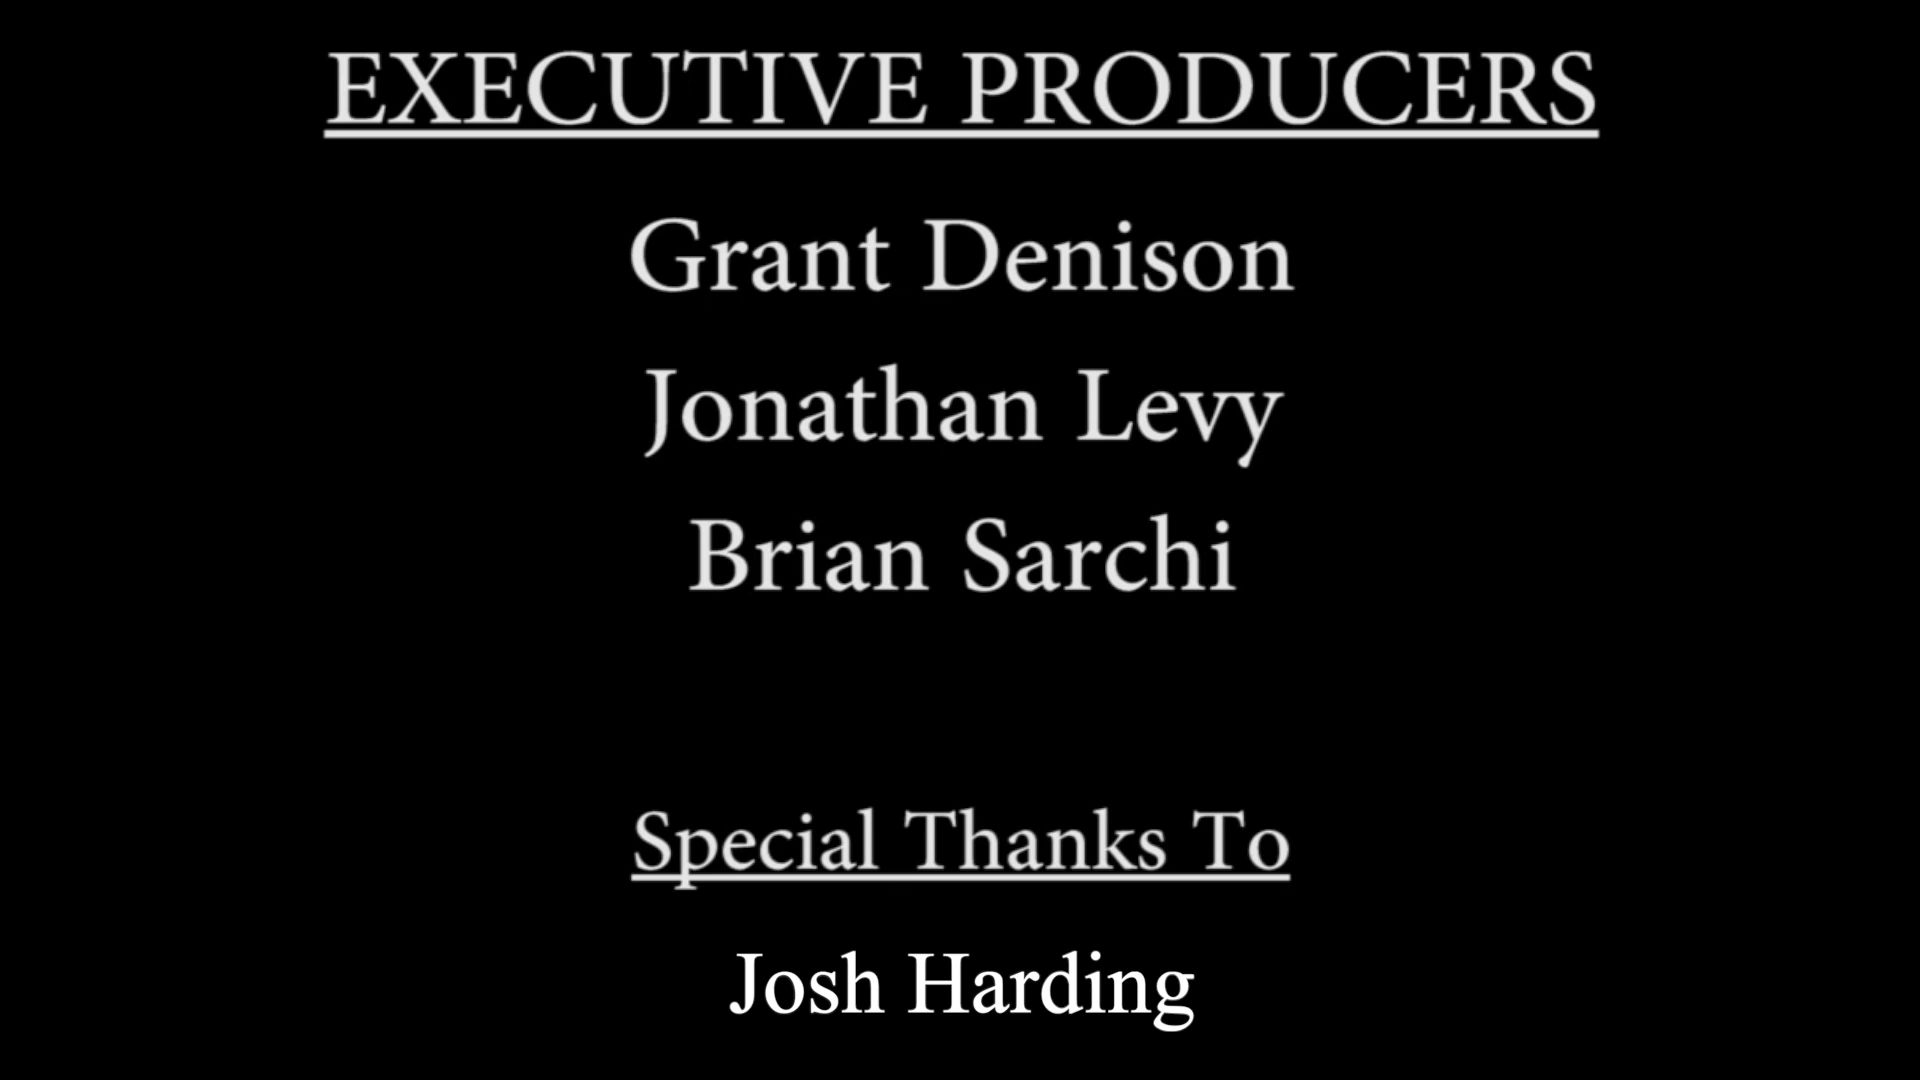 EXECUTIVE PRODUCERS
Grant Denison
Jonathan Levy
Brian Sarchi
Special Thanks To
Josh Harding